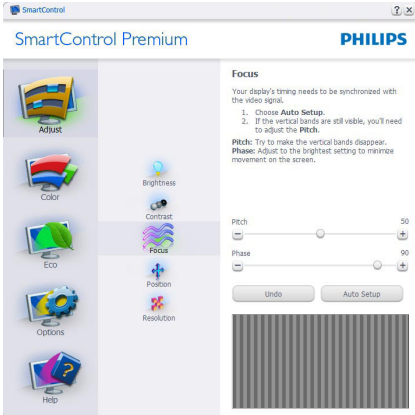 SmartControl
SmartControl Premium
PHILIPS
Adjust
Color
Eco
Options
Help
Brightness
Contrast
Focus
Position
Resolution
Focus
Your display's timing needs to be synchronized with
the video signal.
1. Choose Auto Setup.
2. If the vertical bands are still visible, you'll need
to adjust the Pitch.
Pitch: Try to make the vertical bands disappear.
Phase: Adjust to the brightest setting to minimize
movement on the screen.
Pitch 50
Phase 90
Undo Auto Setup